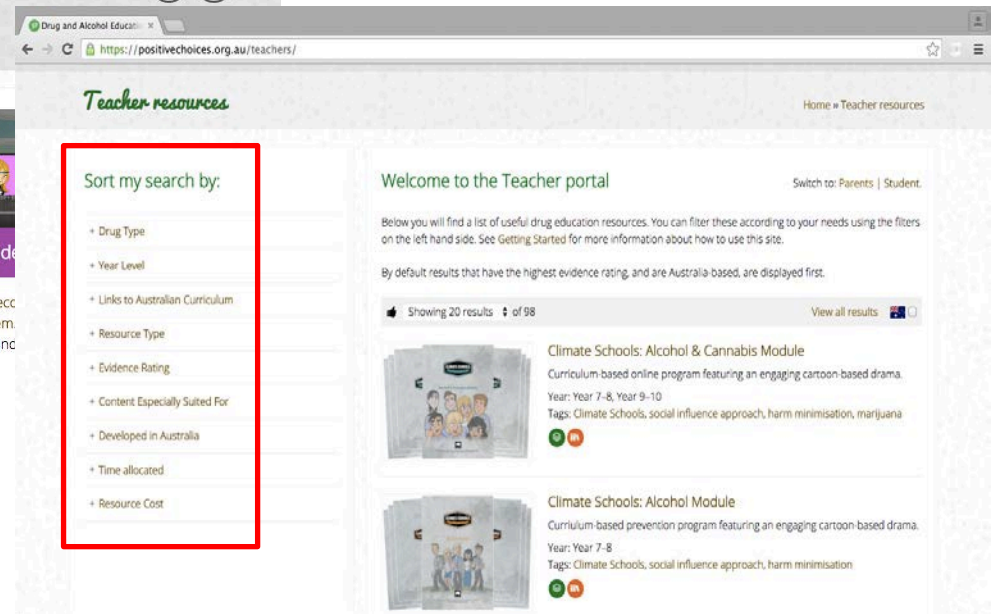 Drug and Alcohol Educati
https://positivechoices.org.au/teachers/
Teacher resources
Home » Teacher resources
Sort my search by:
+ Drug Type
+ Year Level
+ Links to Australian Curriculum
+ Resource Type
+ Evidence Rating
+ Content Especially Suited For
+ Developed in Australia
+ Time allocated
+ Resource Cost
Welcome to the Teacher portal
Switch to: Parents | Student.
Below you will find a list of useful drug education resources. You can filter these according to your needs using the filters
on the left hand side. See Getting Started for more information about how to use this site.
By default results that have the highest evidence rating, and are Australia-based, are displayed first.
Showing 20 results of 98
View all results
Climate Schools: Alcohol & Cannabis Module
Curriculum-based online program featuring an engaging cartoon-based drama.
Year: Year 7–8, Year 9–10
Tags: Climate Schools, social influence approach, harm minimisation, marijuana
Climate Schools: Alcohol Module
Curriulum-based prevention program featuring an engaging cartoon-based drama.
Year: Year 7–8
Tags: Climate Schools, social influence approach, harm minimisation